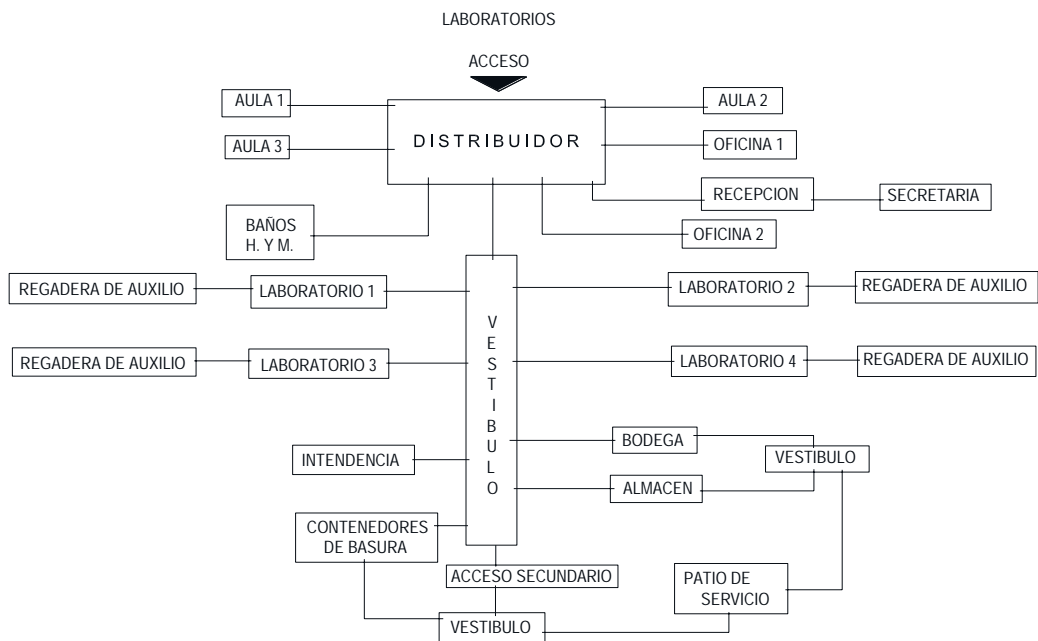 LABORATORIOS
ACCESO
AULA 1
AULA 2
DISTRIBUIDOR
AULA 3
OFICINA 1
RECEPCION
SECRETARIA
BAÑOS
H. Y M.
OFICINA 2
REGADERA DE AUXILIO
LABORATORIO 1
LABORATORIO 2
REGADERA DE AUXILIO
VESTIBULO
REGADERA DE AUXILIO
LABORATORIO 3
LABORATORIO 4
REGADERA DE AUXILIO
BODEGA
VESTIBULO
INTENDENCIA
ALMACEN
CONTENEDORES
DE BASURA
ACCESO SECUNDARIO
PATIO DE
SERVICIO
VESTIBULO